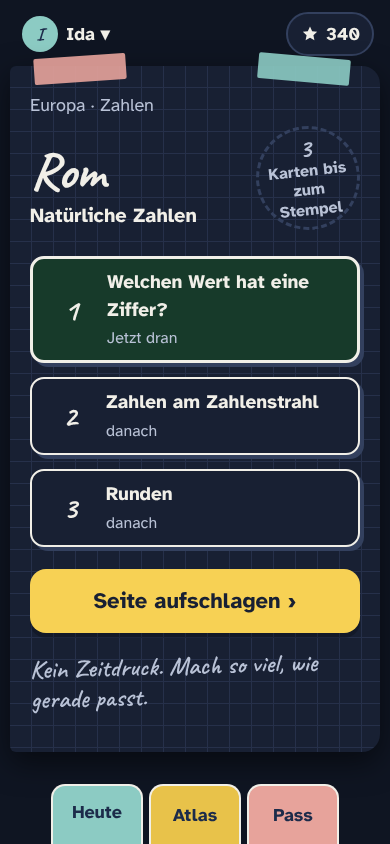 I
Ida ▾
★ 340
Europa · Zahlen
Rom
Natürliche Zahlen
3
Karten bis
zum
Stempel
1
Welchen Wert hat eine
Ziffer?
Jetzt dran
2
Zahlen am Zahlenstrahl
danach
3
Runden
danach
Seite aufschlagen ›
Kein Zeitdruck. Mach so viel, wie
gerade passt.
Heute
Atlas
Pass